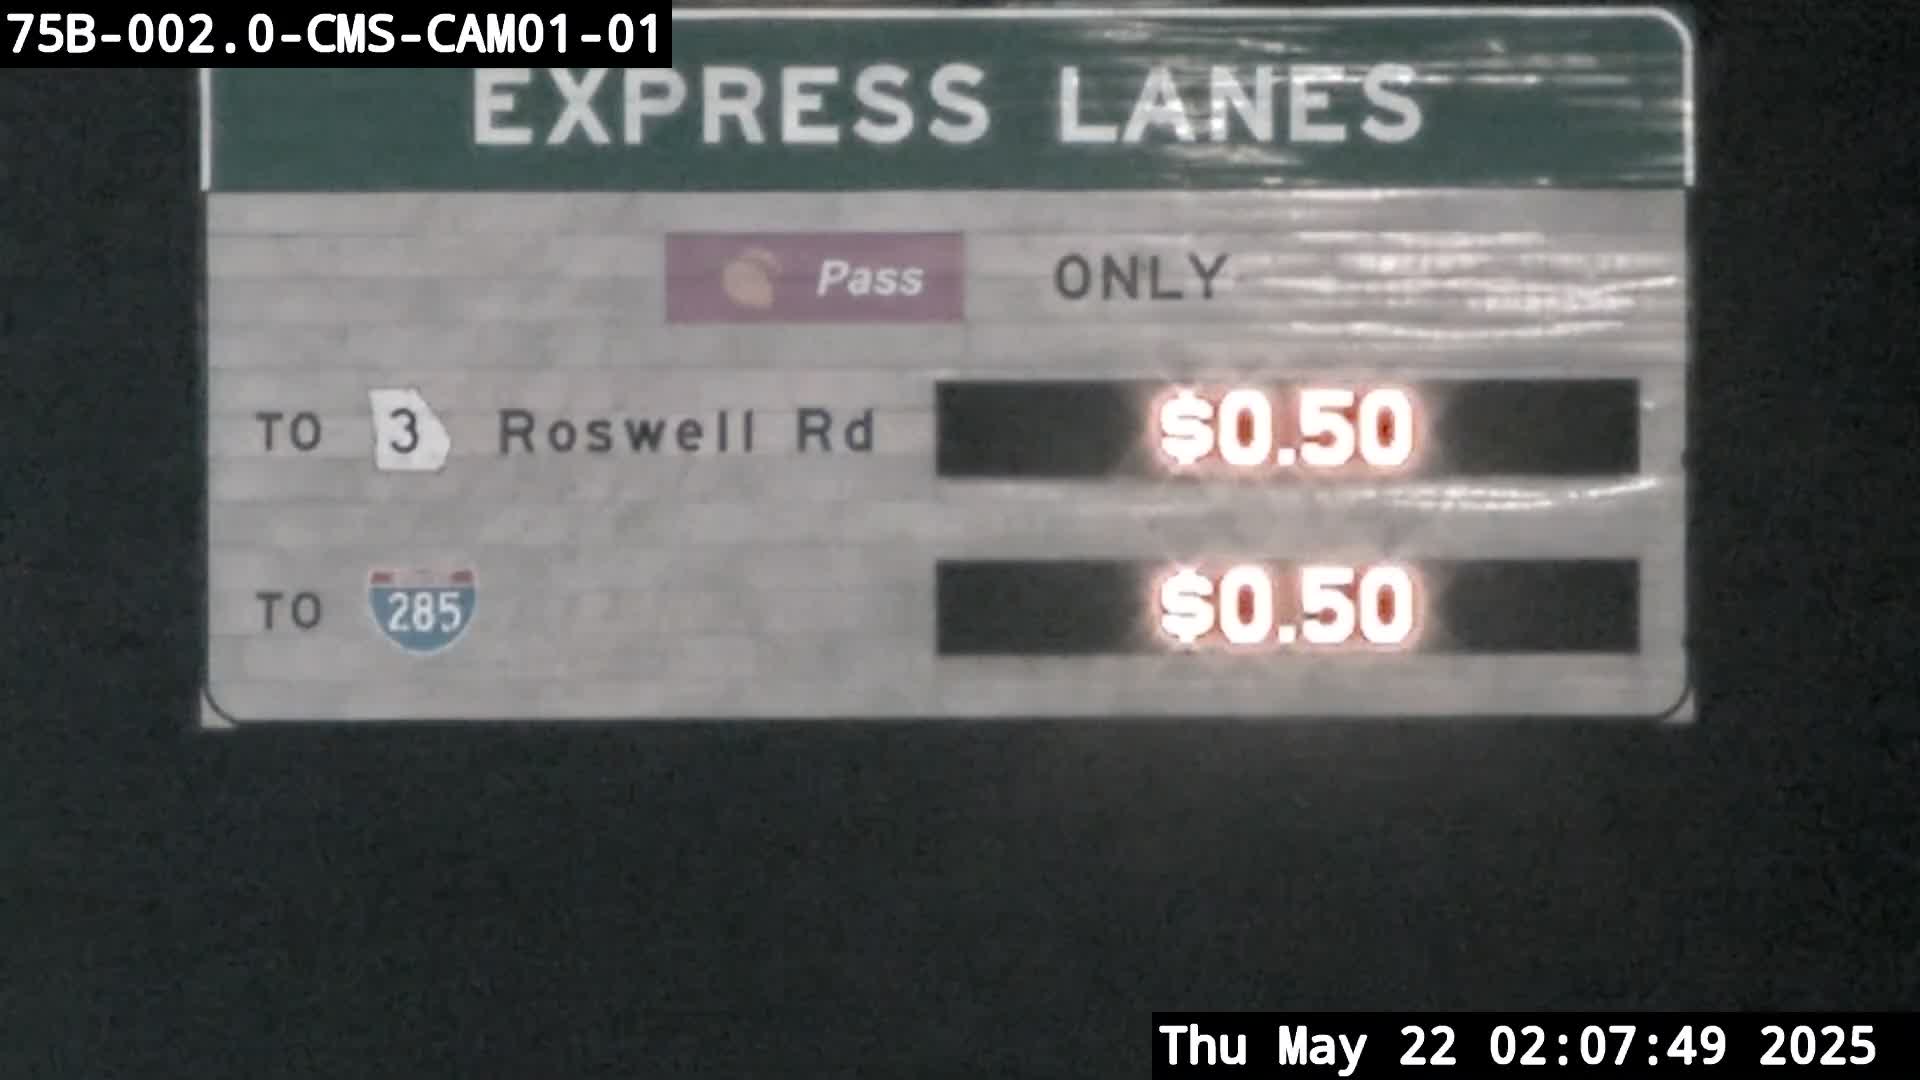 75B-002.0-CMS-CAM01-01
EXPRESS LANES
Pass ONLY
TO 3 Roswell Rd $0.50
TO 285 $0.50
Thu May 22 02:07:49 2025